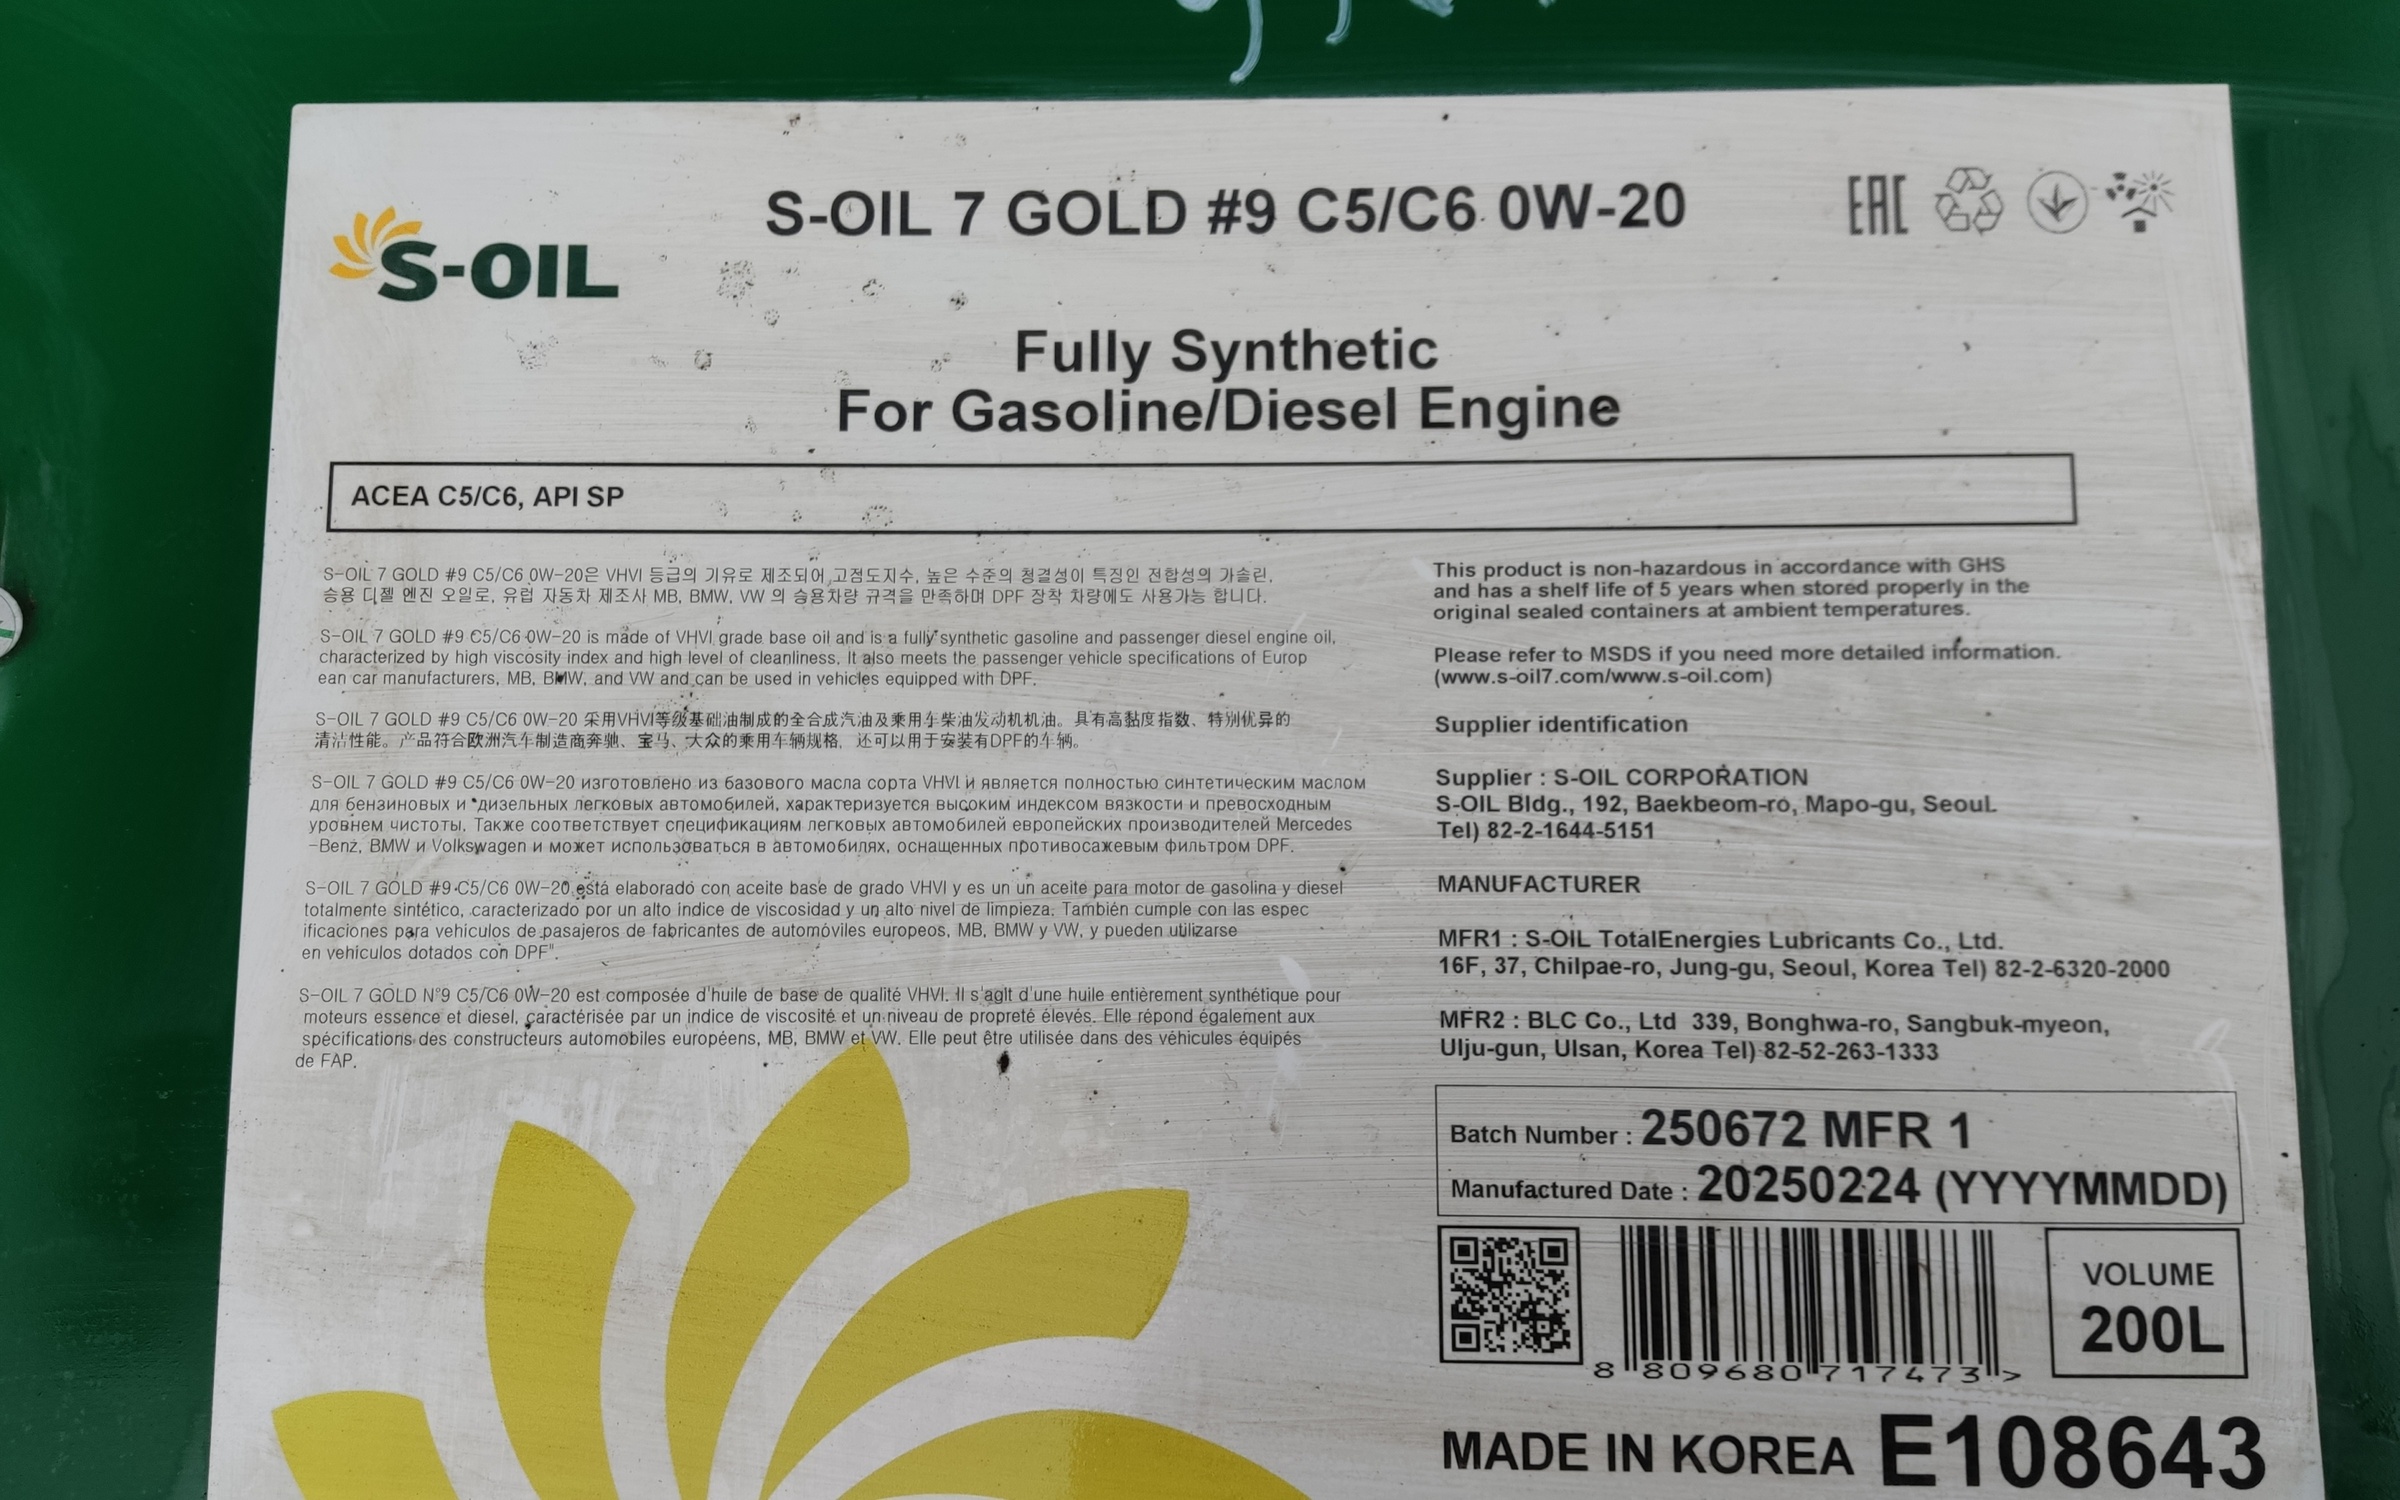 S-OIL
S-OIL 7 GOLD #9 C5/C6 0W-20
EAC
Fully Synthetic
For Gasoline/Diesel Engine
ACEA C5/C6, API SP
S-OIL 7 GOLD #9 C5/C6 0W-20은 VHVI 등급의 기유로 제조되어 고점도지수, 높은 수준의 청결성이 특징인 전합성의 가솔린,
승용 디젤 엔진 오일로, 유럽 자동차 제조사 MB, BMW, VW 의 승용차량 규격을 만족하며 DPF 장착 차량에도 사용가능 합니다.
S-OIL 7 GOLD #9 C5/C6 0W-20 is made of VHVI grade base oil and is a fully synthetic gasoline and passenger diesel engine oil,
characterized by high viscosity index and high level of cleanliness. It also meets the passenger vehicle specifications of Europ
ean car manufacturers, MB, BMW, and VW and can be used in vehicles equipped with DPF.
S-OIL 7 GOLD #9 C5/C6 0W-20 采用VHVI等级基础油制成的全合成汽油及乘用车柴油发动机机油。具有高黏度指数、特别优异的
清洁性能。产品符合欧洲汽车制造商奔驰、宝马、大众的乘用车辆规格, 还可以用于安装有DPF的车辆。
S-OIL 7 GOLD #9 C5/C6 0W-20 изготовлено из базового масла сорта VHVI и является полностью синтетическим маслом
для бензиновых и дизельных легковых автомобилей, характеризуется высоким индексом вязкости и превосходным
уровнем чистоты. Также соответствует спецификациям легковых автомобилей европейских производителей Mercedes
-Benz, BMW и Volkswagen и может использоваться в автомобилях, оснащенных противосажевым фильтром DPF.
S-OIL 7 GOLD #9 C5/C6 0W-20 está elaborado con aceite base de grado VHVI y es un un aceite para motor de gasolina y diesel
totalmente sintético, caracterizado por un alto índice de viscosidad y un alto nivel de limpieza. También cumple con las espec
ificaciones para vehículos de pasajeros de fabricantes de automóviles europeos, MB, BMW y VW, y pueden utilizarse
en vehículos dotados con DPF".
S-OIL 7 GOLD N°9 C5/C6 0W-20 est composée d'huile de base de qualité VHVI. Il s'agit d'une huile entièrement synthétique pour
moteurs essence et diesel, caractérisée par un indice de viscosité et un niveau de propreté élevés. Elle répond également aux
spécifications des constructeurs automobiles européens, MB, BMW et VW. Elle peut être utilisée dans des véhicules équipés
de FAP.
This product is non-hazardous in accordance with GHS
and has a shelf life of 5 years when stored properly in the
original sealed containers at ambient temperatures.
Please refer to MSDS if you need more detailed information.
(www.s-oil7.com/www.s-oil.com)
Supplier identification
Supplier : S-OIL CORPORATION
S-OIL Bldg., 192, Baekbeom-ro, Mapo-gu, Seoul.
Tel) 82-2-1644-5151
MANUFACTURER
MFR1 : S-OIL TotalEnergies Lubricants Co., Ltd.
16F, 37, Chilpae-ro, Jung-gu, Seoul, Korea Tel) 82-2-6320-2000
MFR2 : BLC Co., Ltd 339, Bonghwa-ro, Sangbuk-myeon,
Ulju-gun, Ulsan, Korea Tel) 82-52-263-1333
Batch Number : 250672 MFR 1
Manufactured Date : 20250224 (YYYYMMDD)
8 809680 717473 >
VOLUME
200L
MADE IN KOREA E108643